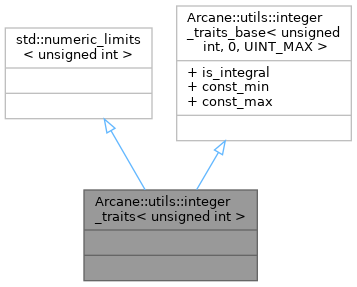 std::numeric_limits
< unsigned int >
Arcane::utils::integer
_traits_base< unsigned
int, 0, UINT_MAX >
+ is_integral
+ const_min
+ const_max
Arcane::utils::integer
_traits< unsigned int >